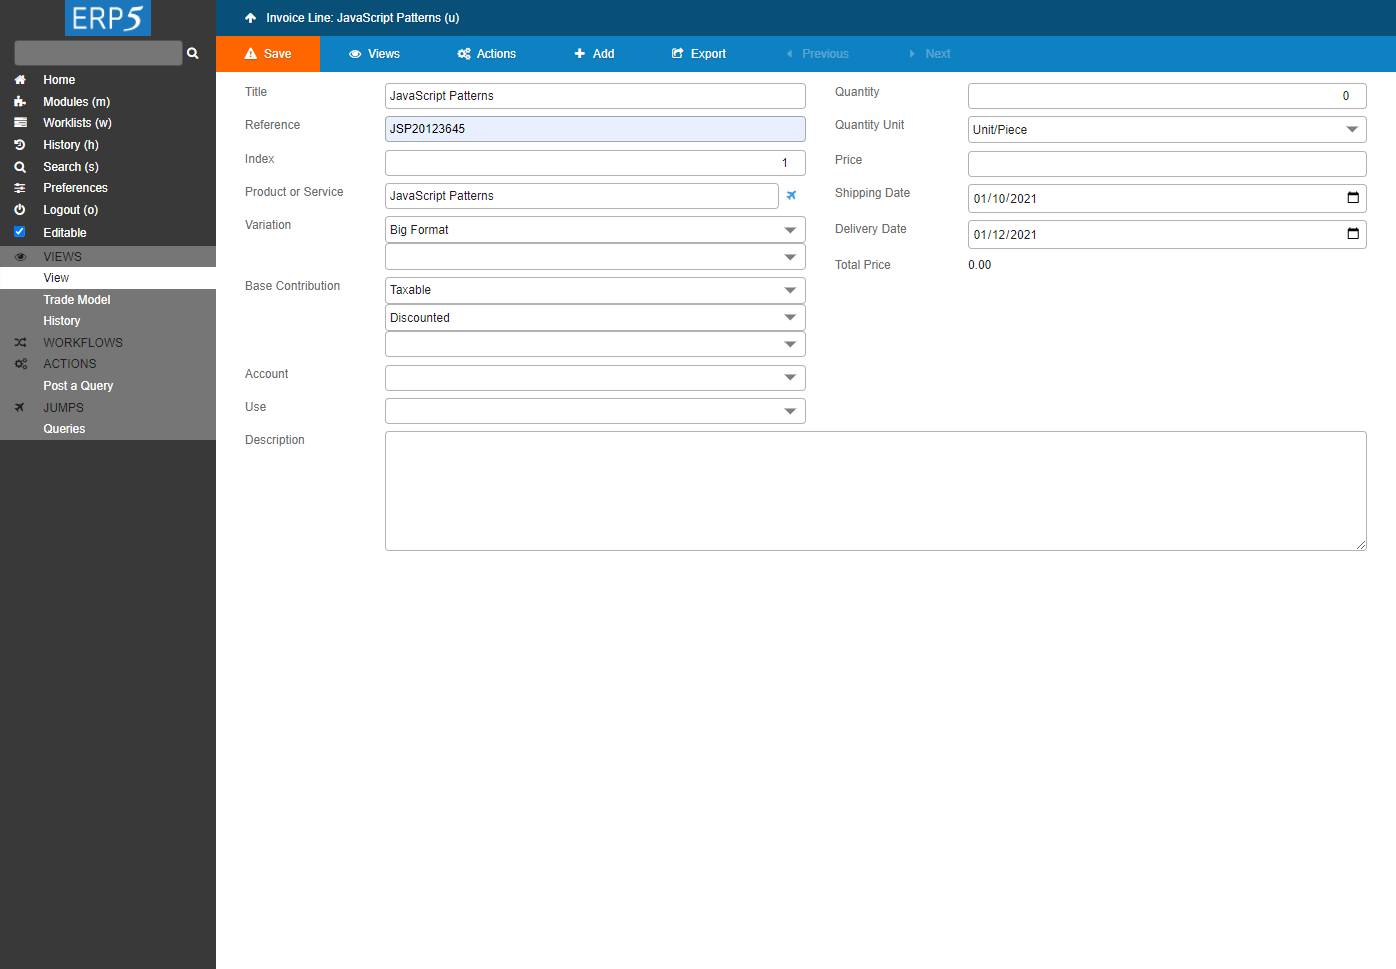 ERP5
Invoice Line: JavaScript Patterns (u)
Save
Views
Actions
Add
Export
Previous
Next
Home
Modules (m)
Worklists (w)
History (h)
Search (s)
Preferences
Logout (o)
Editable
VIEWS
View
Trade Model
History
WORKFLOWS
ACTIONS
Post a Query
JUMPS
Queries
Title
JavaScript Patterns
Reference
JSP20123645
Index
1
Product or Service
JavaScript Patterns
Variation
Big Format
Base Contribution
Taxable
Discounted
Account
Use
Description
Quantity
0
Quantity Unit
Unit/Piece
Price
Shipping Date
01/10/2021
Delivery Date
01/12/2021
Total Price
0.00